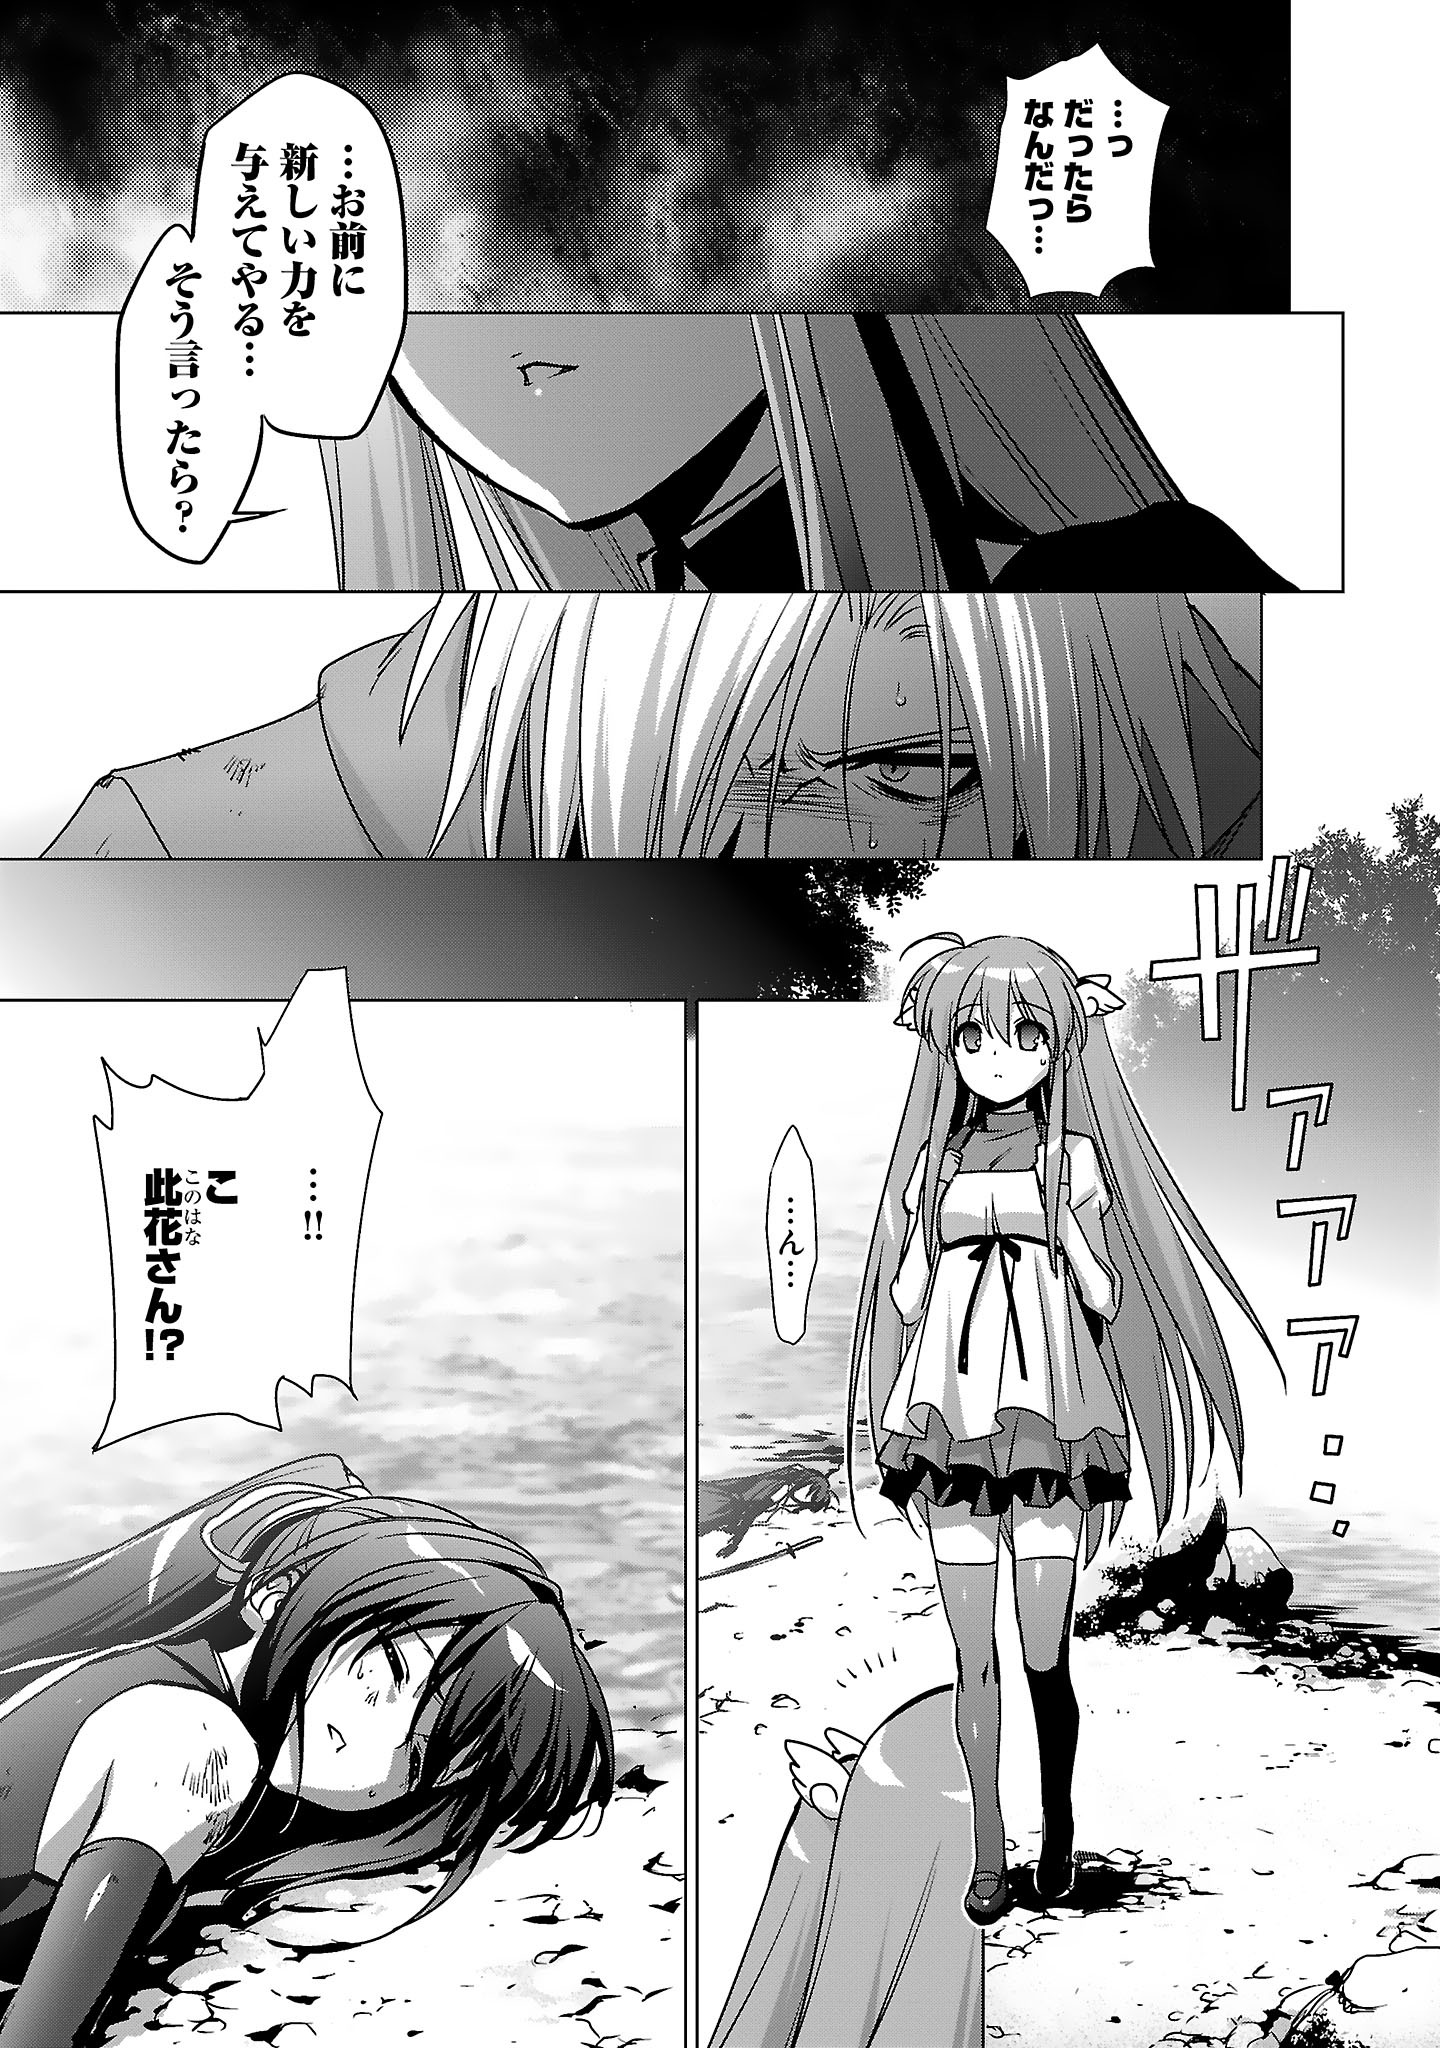 …っ
だったら
なんだっ…
…お前に
新しい力を
与えてやる…
そう言ったら？
ザァァァ…
…ん…
…!!
こ
此花さん!?
このはな